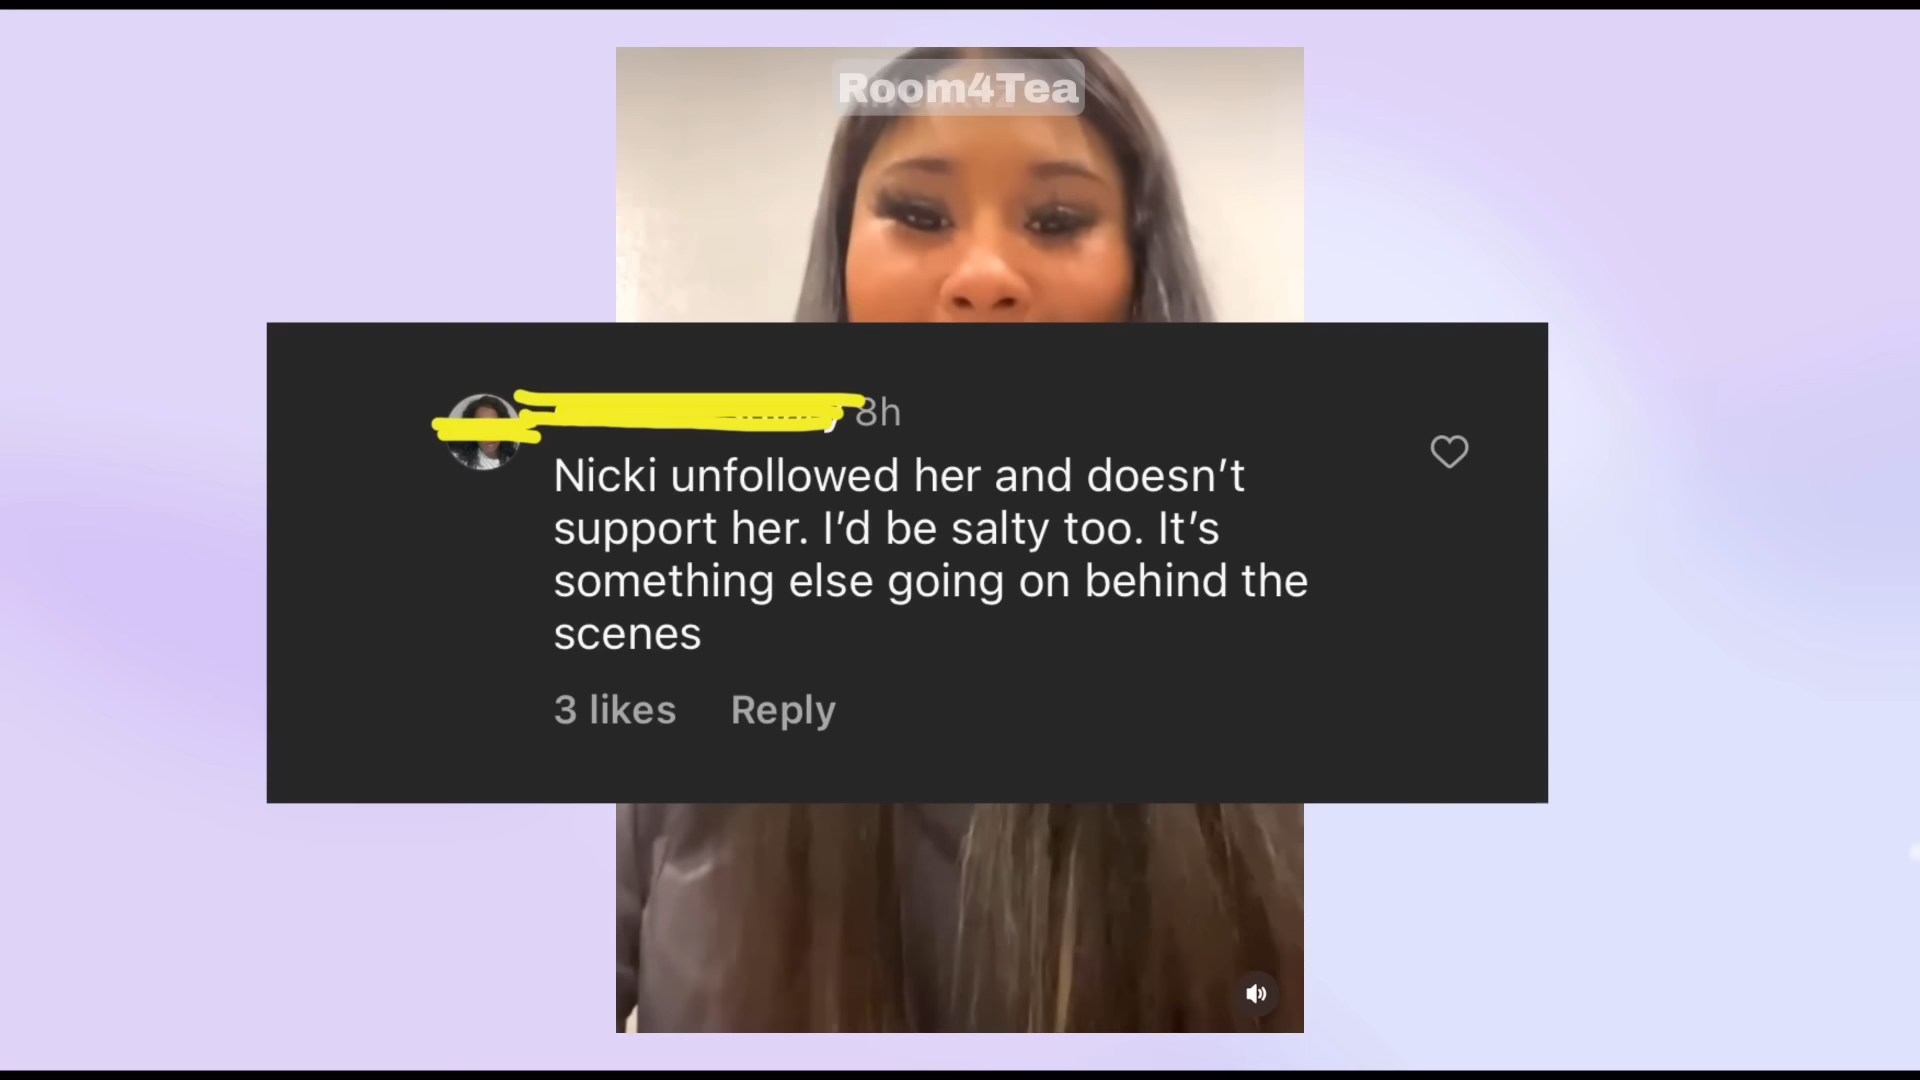 Room4Tea
8h
Nicki unfollowed her and doesn’t
support her. I’d be salty too. It’s
something else going on behind the
scenes
3 likes Reply